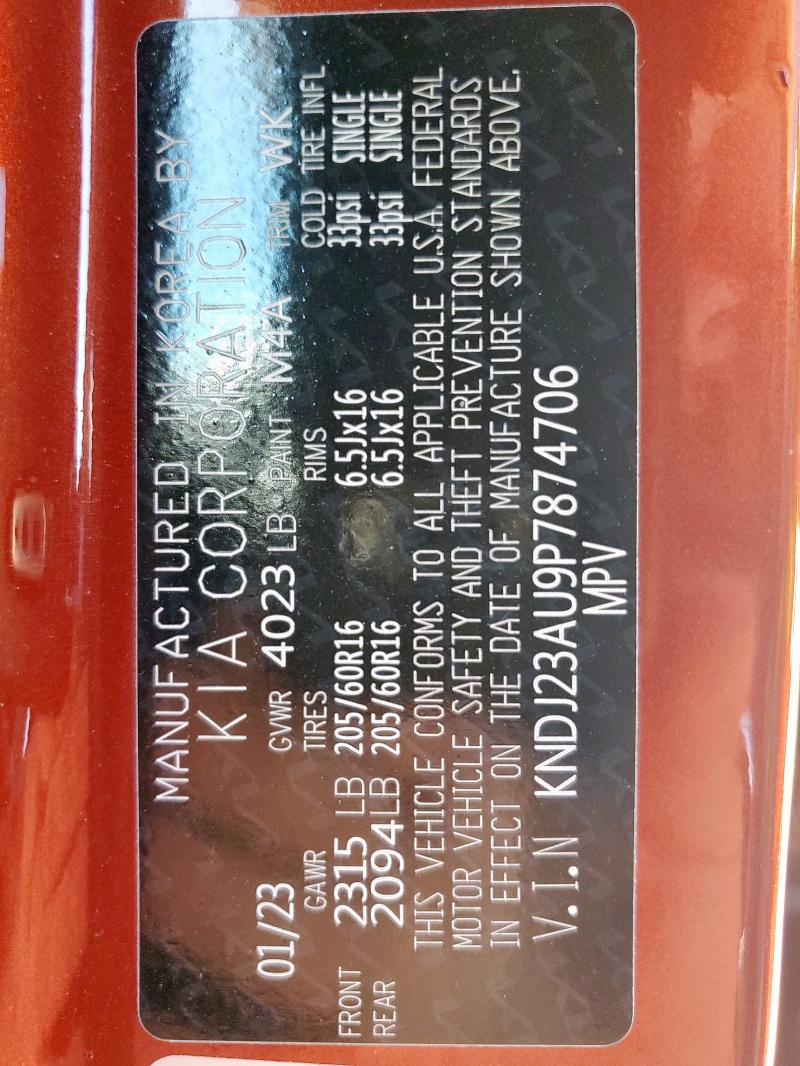 MANUFACTURED IN KOREA BY
KIA CORPORATION
01/23 GVWR 4023 LB PAINT M4A TRIM WK
GAWR TIRES RIMS COLD TIRE INFL.
FRONT 2315 LB 205/60R16 6.5Jx16 33psi SINGLE
REAR 2094LB 205/60R16 6.5Jx16 33psi SINGLE
THIS VEHICLE CONFORMS TO ALL APPLICABLE U.S.A. FEDERAL
MOTOR VEHICLE SAFETY AND THEFT PREVENTION STANDARDS
IN EFFECT ON THE DATE OF MANUFACTURE SHOWN ABOVE.
V.I.N KNDJ23AU9P7874706
MPV